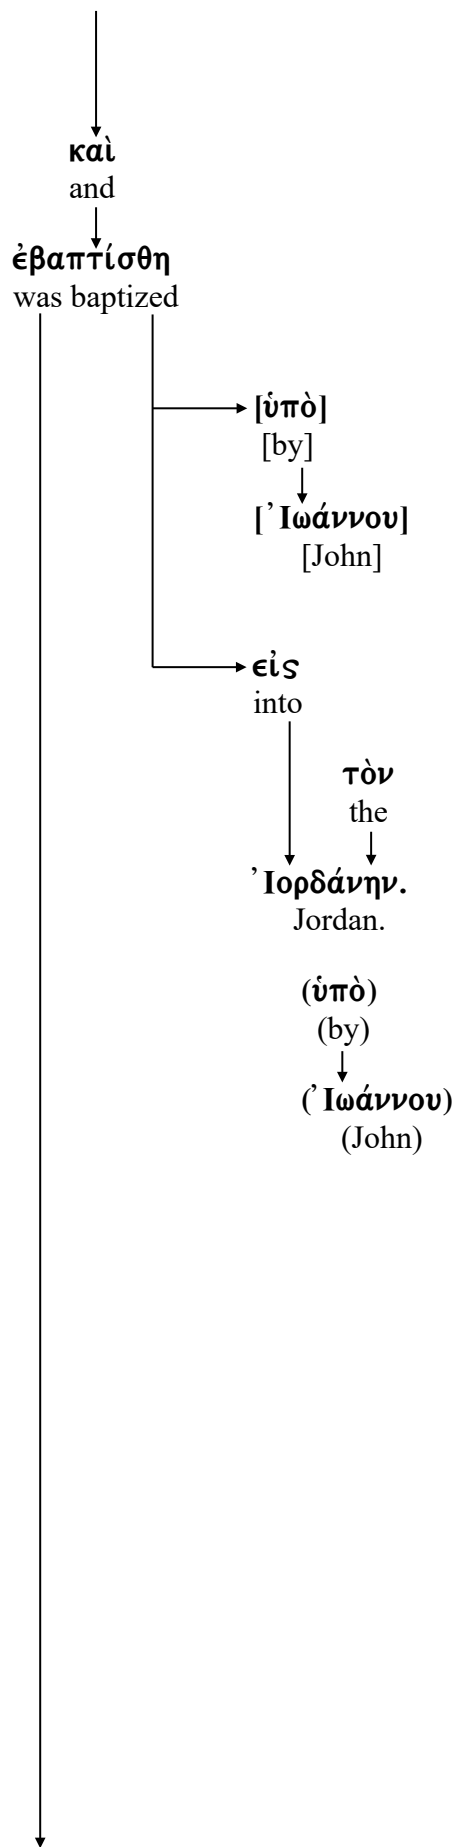 καὶ
and
ἐβαπτίσθη
was baptized
[ὑπὸ]
[by]
[Ἰωάννου]
[John]
εἰς
into
τὸν
the
Ἰορδάνην.
Jordan.
(ὑπὸ)
(by)
(Ἰωάννου)
(John)